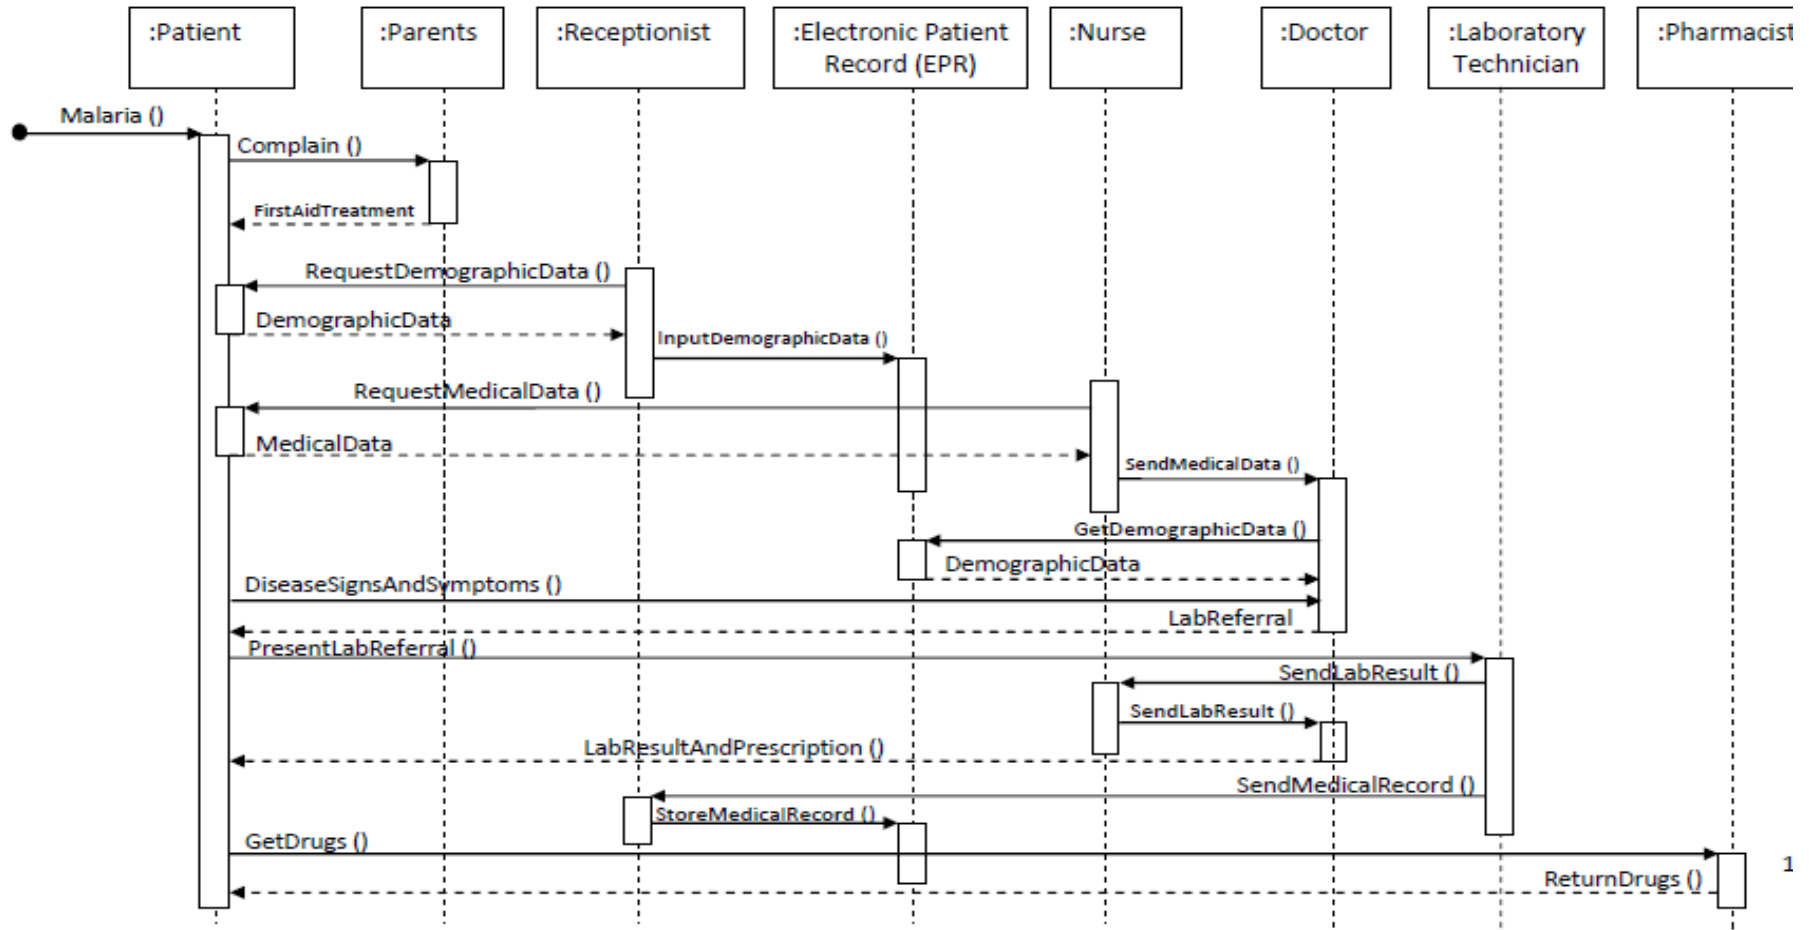 :Patient
:Parents
:Receptionist
:Electronic Patient
Record (EPR)
:Nurse
:Doctor
:Laboratory
Technician
:Pharmacist
Malaria ()
Complain ()
FirstAidTreatment
RequestDemographicData ()
DemographicData
InputDemographicData ()
RequestMedicalData ()
MedicalData
SendMedicalData ()
GetDemographicData ()
DemographicData
DiseaseSignsAndSymptoms ()
LabReferral
PresentLabReferral ()
SendLabResult ()
SendLabResult ()
LabResultAndPrescription ()
SendMedicalRecord ()
StoreMedicalRecord ()
GetDrugs ()
1
ReturnDrugs ()